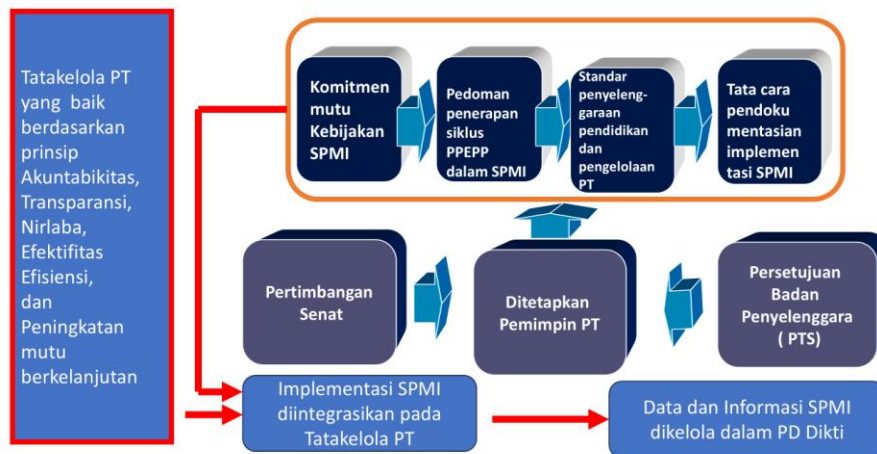 Tatakelola PT
yang baik
berdasarkan
prinsip
Akuntabikitas,
Transparansi,
Nirlaba,
Efektifitas
Efisiensi,
dan
Peningkatan
mutu
berkelanjutan
Komitmen
mutu
Kebijakan
SPMI
Pedoman
penerapan
siklus
PPEPP
dalam SPMI
Standar
penyeleng-
garaan
pendidikan
dan
pengelolaan
PT
Tata cara
pendoku
mentasian
implemen
tasi SPMI
Pertimbangan
Senat
Ditetapkan
Pemimpin PT
Persetujuan
Badan
Penyelenggara
( PTS)
Implementasi SPMI
diintegrasikan pada
Tatakelola PT
Data dan Informasi SPMI
dikelola dalam PD Dikti